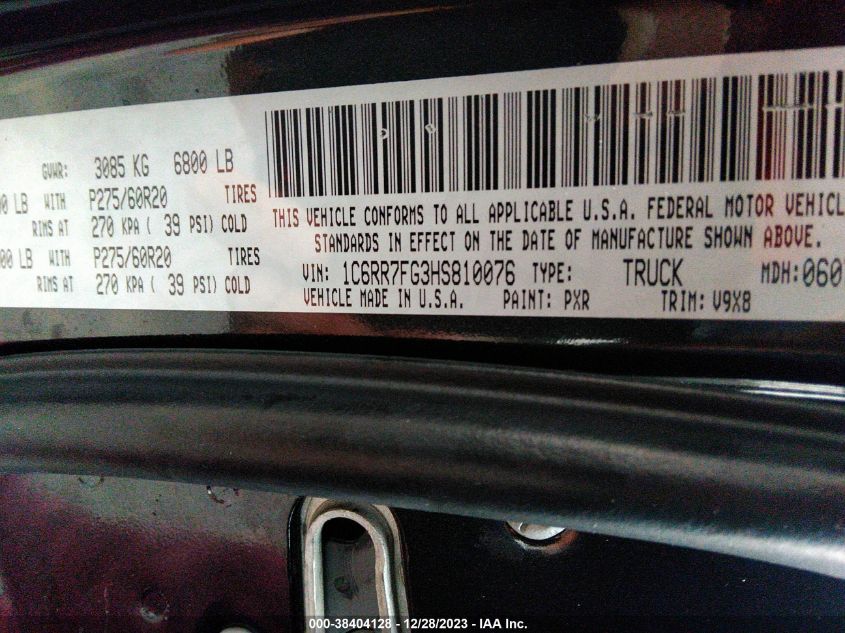 GVWR: 3085 KG 6800 LB
LB WITH P275/60R20 TIRES
RIMS AT 270 KPA ( 39 PSI) COLD
LB WITH P275/60R20 TIRES
RIMS AT 270 KPA ( 39 PSI) COLD
THIS VEHICLE CONFORMS TO ALL APPLICABLE U.S.A. FEDERAL MOTOR VEHICL
STANDARDS IN EFFECT ON THE DATE OF MANUFACTURE SHOWN ABOVE.
VIN: 1C6RR7FG3HS810076 TYPE: TRUCK MDH: 060
VEHICLE MADE IN U.S.A. PAINT: PXR TRIM: V9X8
000-38404128 - 12/28/2023 - IAA Inc.